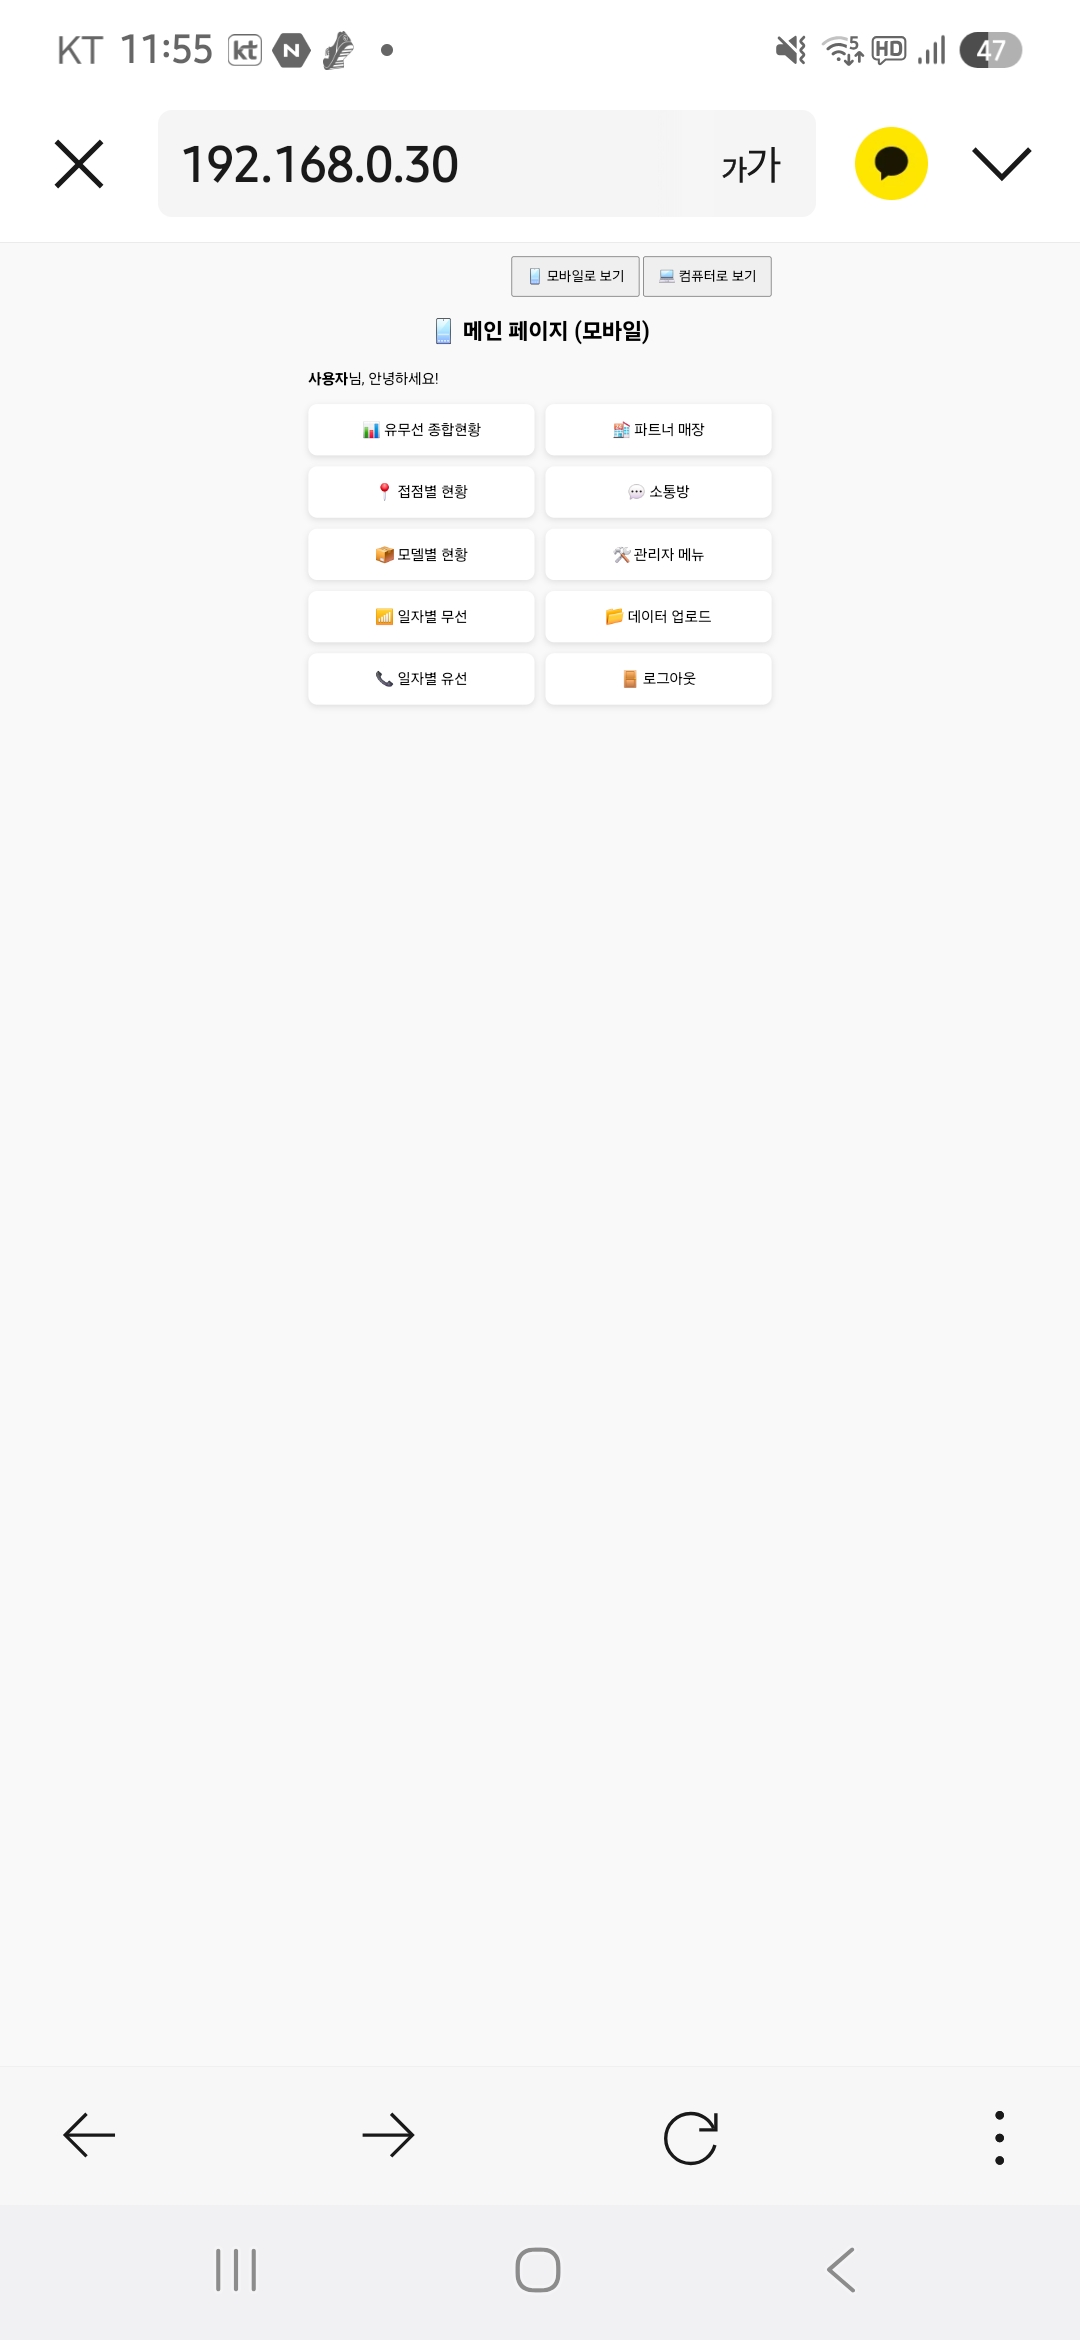 KT 11:55 kt N HD 47
192.168.0.30 가가
모바일로 보기 컴퓨터로 보기
메인 페이지 (모바일)
사용자님, 안녕하세요!
유무선 종합현황 파트너 매장
접점별 현황 소통방
모델별 현황 관리자 메뉴
일자별 무선 데이터 업로드
일자별 유선 로그아웃